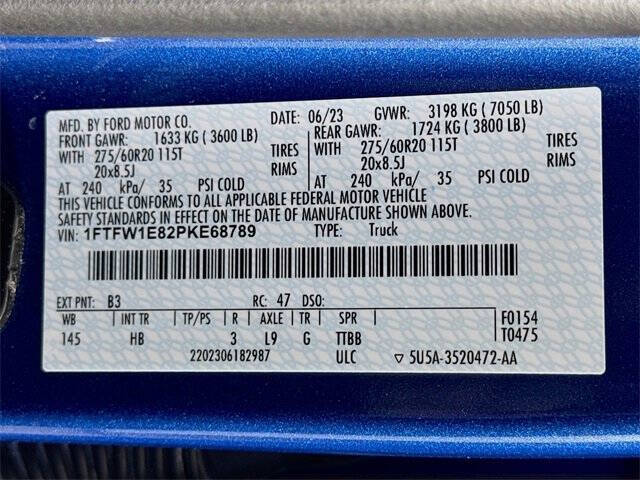 MFD. BY FORD MOTOR CO. DATE: 06/23 GVWR: 3198 KG ( 7050 LB)
FRONT GAWR: 1633 KG ( 3600 LB) REAR GAWR: 1724 KG ( 3800 LB)
WITH 275/60R20 115T TIRES WITH 275/60R20 115T TIRES
20x8.5J RIMS 20x8.5J RIMS
AT 240 kPa/ 35 PSI COLD AT 240 kPa/ 35 PSI COLD
THIS VEHICLE CONFORMS TO ALL APPLICABLE FEDERAL MOTOR VEHICLE
SAFETY STANDARDS IN EFFECT ON THE DATE OF MANUFACTURE SHOWN ABOVE.
VIN: 1FTFW1E82PKE68789 TYPE: Truck
EXT PNT: B3 RC: 47 DSO:
WB INT TR TP/PS R AXLE TR SPR F0154
145 HB 3 L9 G TTBB T0475
2202306182987 ULC ▽ 5U5A-3520472-AA